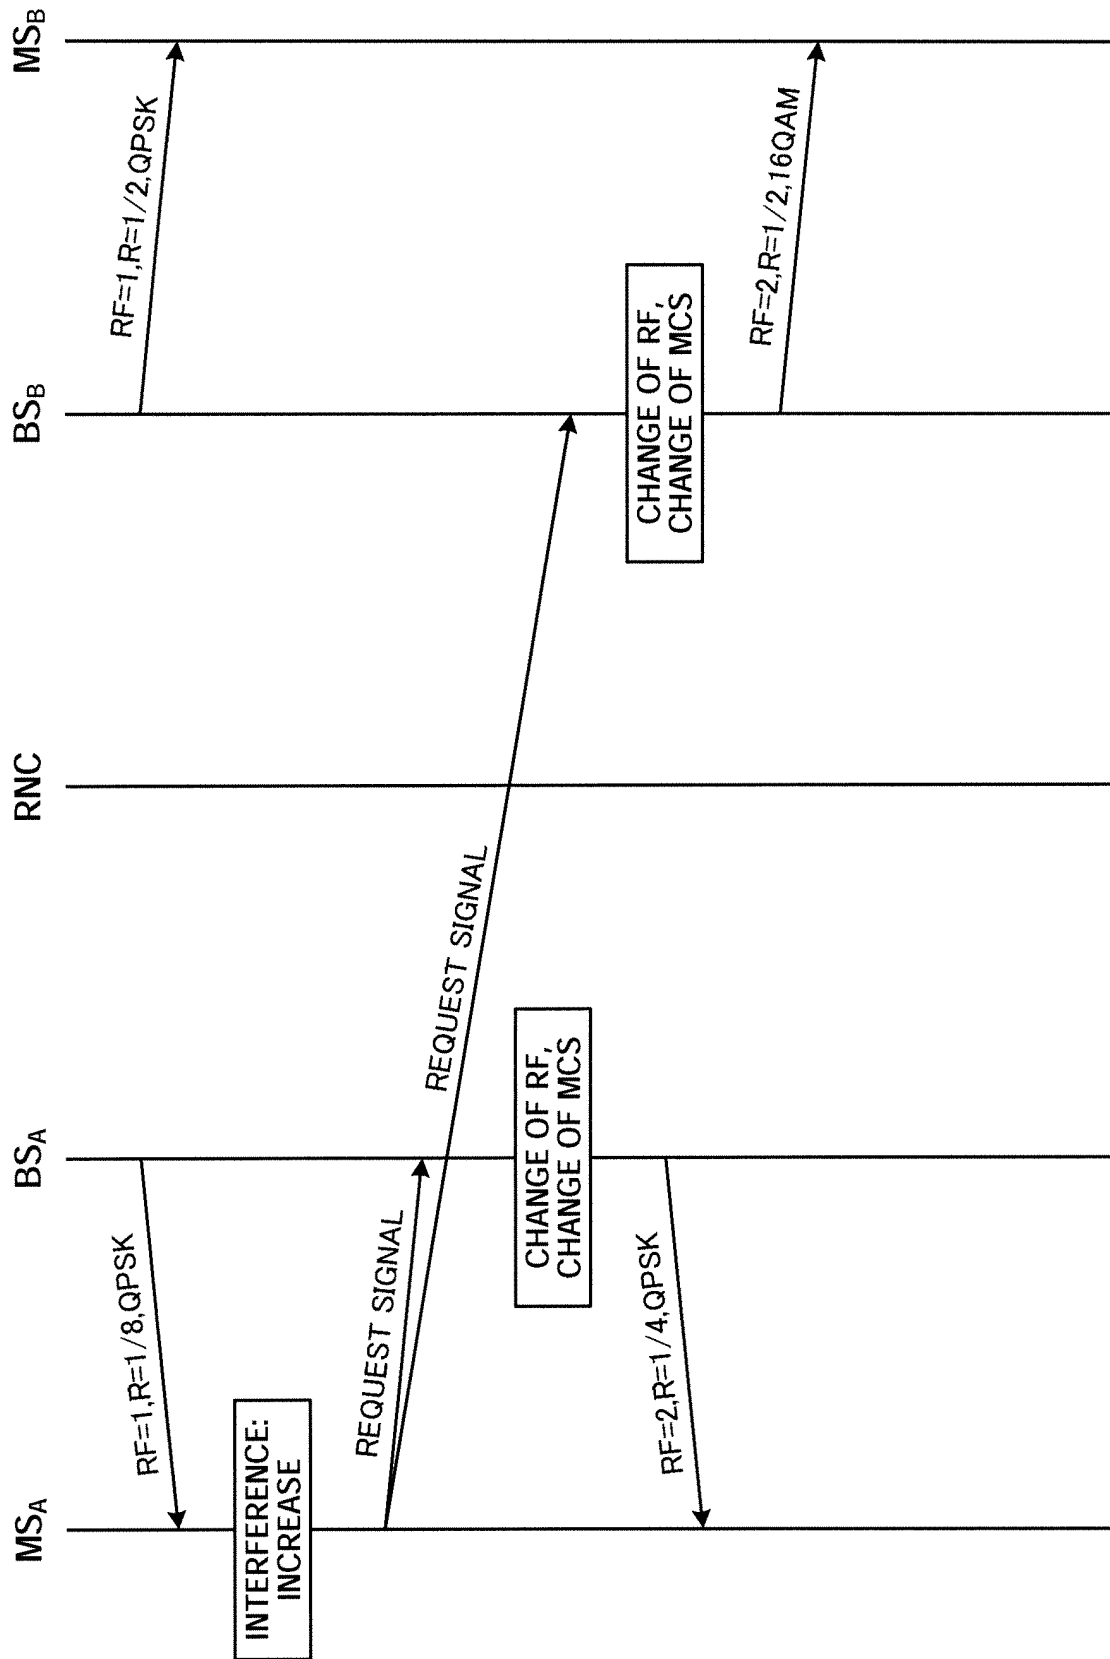 MSA
BSA
RNC
BSB
MSB
RF=1,R=1/8,QPSK
RF=1,R=1/2,QPSK
INTERFERENCE:
INCREASE
REQUEST SIGNAL
REQUEST SIGNAL
CHANGE OF RF,
CHANGE OF MCS
CHANGE OF RF,
CHANGE OF MCS
RF=2,R=1/4,QPSK
RF=2,R=1/2,16QAM